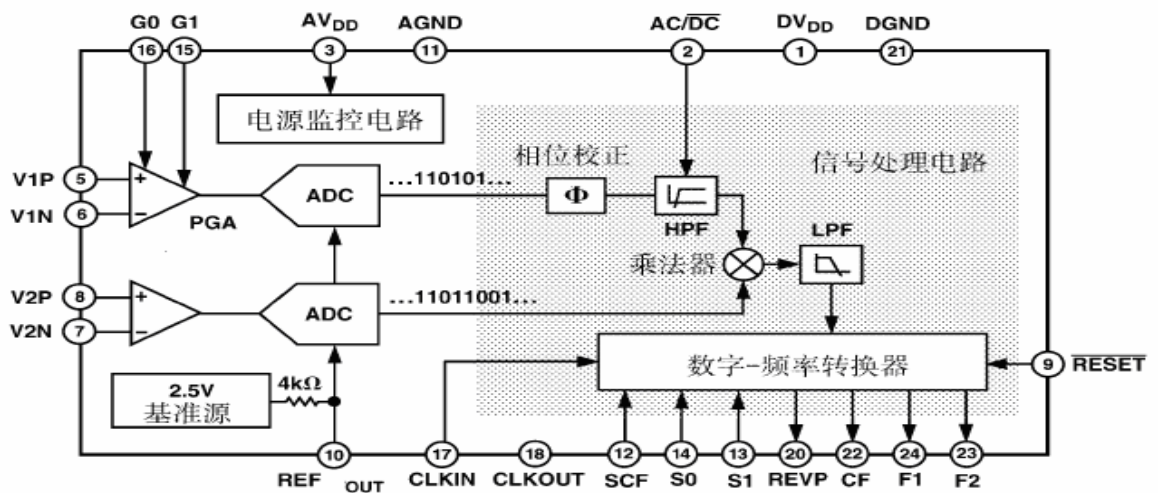 G0 G1 AVDD AGND AC/DC DVDD DGND
16 15 3 11 2 1 21
电源监控电路
相位校正
信号处理电路
V1P 5 + ADC ...110101... Φ
V1N 6 − PGA HPF LPF
乘法器
V2P 8 + ADC ...11011001...
V2N 7 −
数字-频率转换器
9 RESET
2.5V 4kΩ
基准源
10 17 18 12 14 13 20 22 24 23
REF OUT CLKIN CLKOUT SCF S0 S1 REVP CF F1 F2